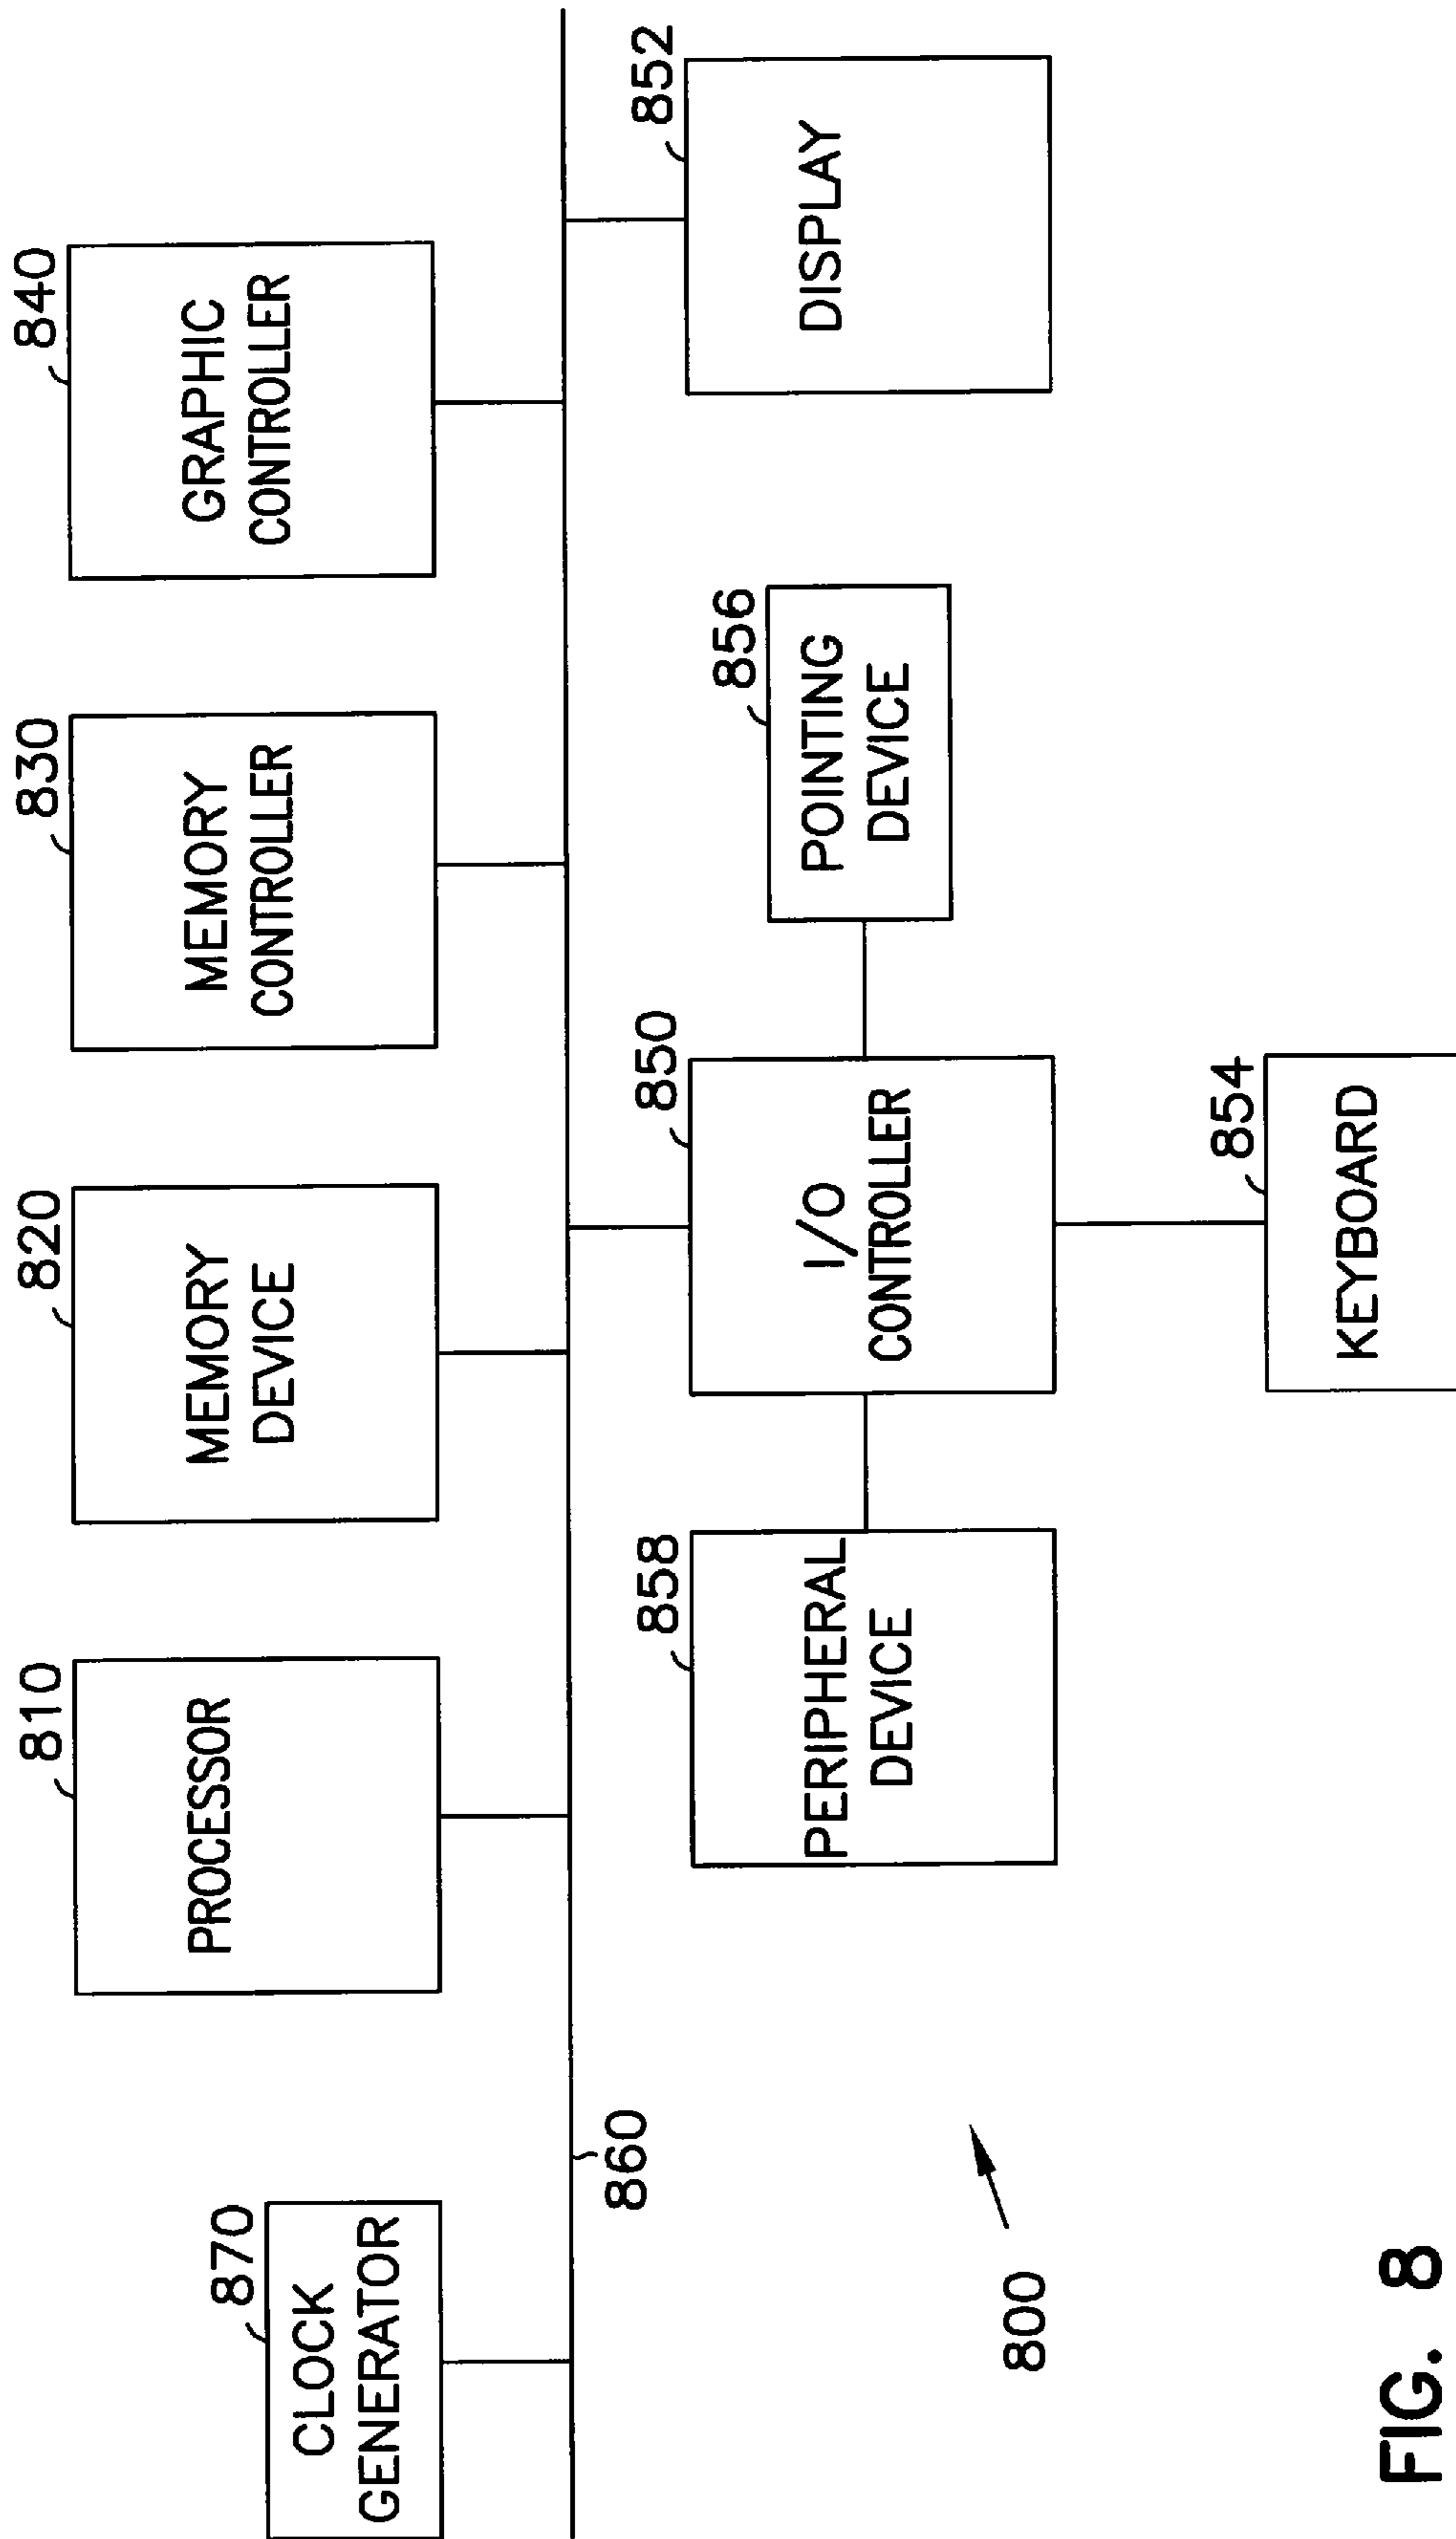 870
CLOCK
GENERATOR
810
PROCESSOR
820
MEMORY
DEVICE
830
MEMORY
CONTROLLER
840
GRAPHIC
CONTROLLER
860
858
PERIPHERAL
DEVICE
850
I/O
CONTROLLER
856
POINTING
DEVICE
852
DISPLAY
800
854
KEYBOARD
FIG. 8